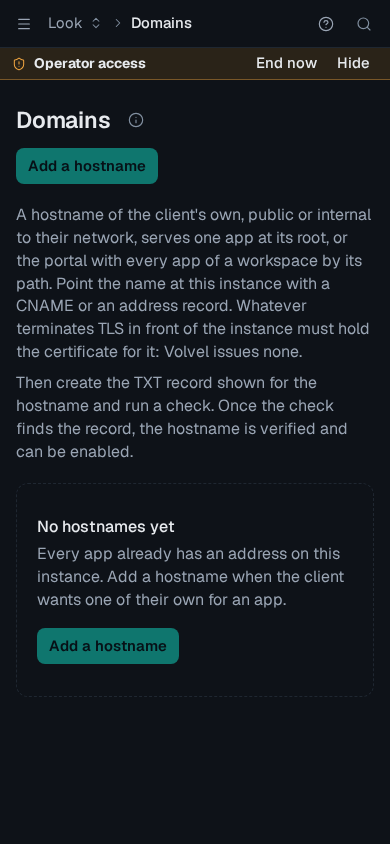 Look
Domains
Operator access
End now
Hide
Domains
Add a hostname
A hostname of the client's own, public or internal
to their network, serves one app at its root, or
the portal with every app of a workspace by its
path. Point the name at this instance with a
CNAME or an address record. Whatever
terminates TLS in front of the instance must hold
the certificate for it: Volvel issues none.
Then create the TXT record shown for the
hostname and run a check. Once the check
finds the record, the hostname is verified and
can be enabled.
No hostnames yet
Every app already has an address on this
instance. Add a hostname when the client
wants one of their own for an app.
Add a hostname